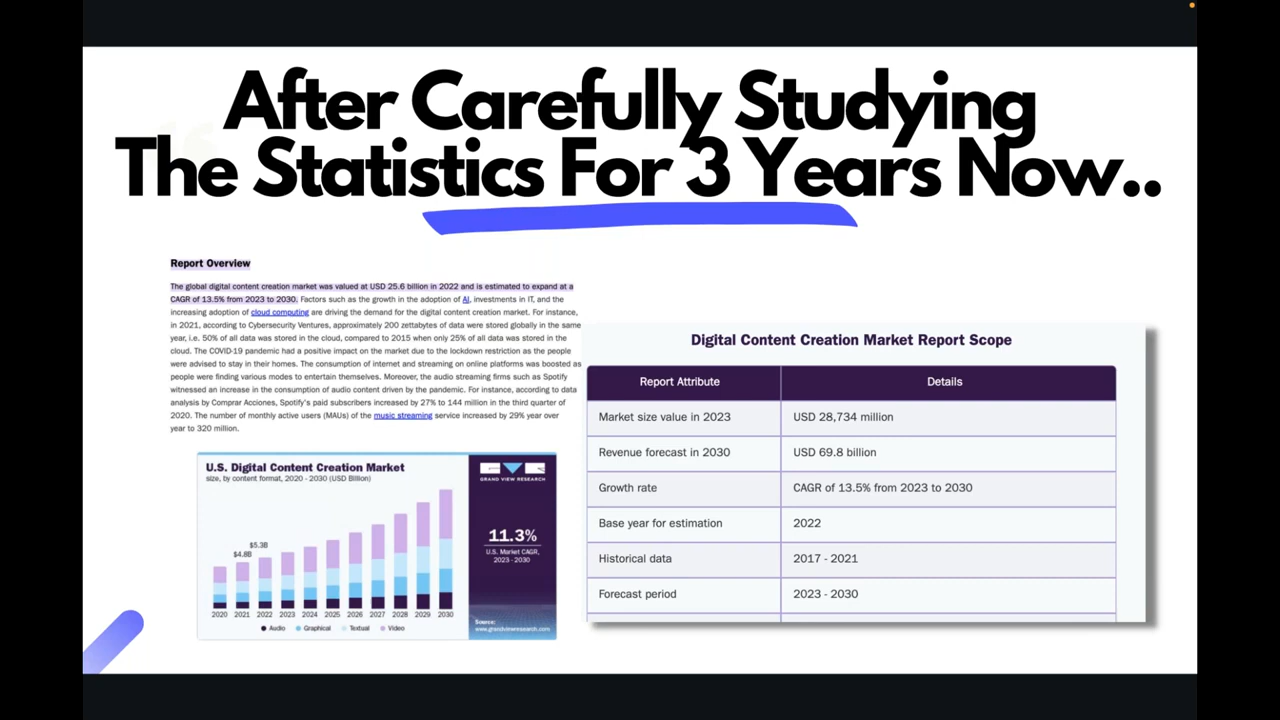 After Carefully Studying
The Statistics For 3 Years Now..
Report Overview
The global digital content creation market was valued at USD 25.6 billion in 2022 and is estimated to expand at a
CAGR of 13.5% from 2023 to 2030. Factors such as the growth in the adoption of AI, investments in IT, and the
increasing adoption of cloud computing are driving the demand for the digital content creation market. For instance,
in 2021, according to Cybersecurity Ventures, approximately 200 zettabytes of data were stored globally in the same
year, i.e. 50% of all data was stored in the cloud, compared to 2015 when only 25% of all data was stored in the
cloud. The COVID-19 pandemic had a positive impact on the market due to the lockdown restriction as the people
were advised to stay in their homes. The consumption of internet and streaming on online platforms was boosted as
people were finding various modes to entertain themselves. Moreover, the audio streaming firms such as Spotify
witnessed an increase in the consumption of audio content driven by the pandemic. For instance, according to data
analysis by Comprar Acciones, Spotify's paid subscribers increased by 27% to 144 million in the third quarter of
2020. The number of monthly active users (MAUs) of the music streaming service increased by 29% year over
year to 320 million.
U.S. Digital Content Creation Market
size, by content format, 2020 - 2030 (USD Billion)
$4.8B
$5.3B
2020 2021 2022 2023 2024 2025 2026 2027 2028 2029 2030
Audio Graphical Textual Video
GRAND VIEW RESEARCH
11.3%
U.S. Market CAGR,
2023 - 2030
Source:
www.grandviewresearch.com
Digital Content Creation Market Report Scope
Report Attribute Details
Market size value in 2023 USD 28,734 million
Revenue forecast in 2030 USD 69.8 billion
Growth rate CAGR of 13.5% from 2023 to 2030
Base year for estimation 2022
Historical data 2017 - 2021
Forecast period 2023 - 2030